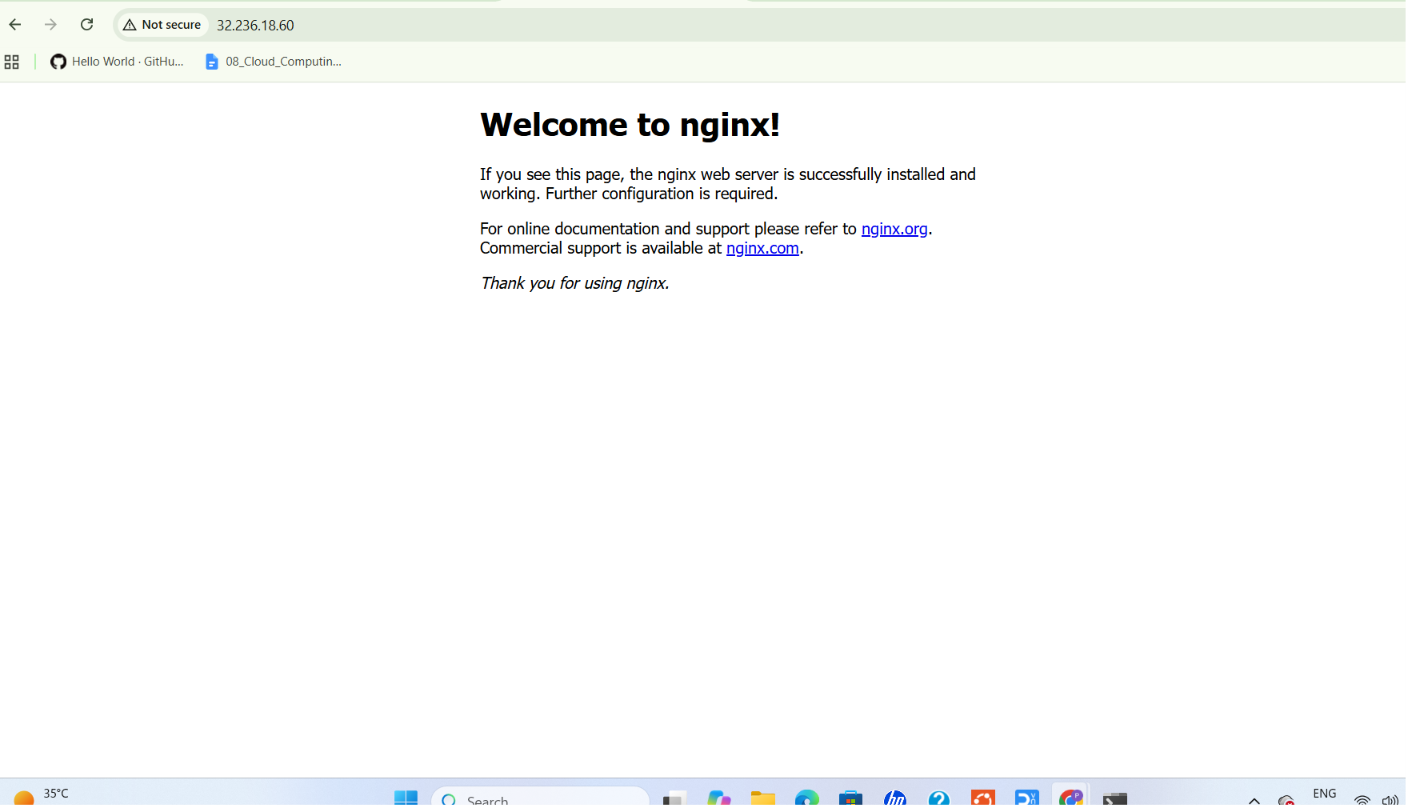 Not secure 32.236.18.60
Hello World · GitHu... 08_Cloud_Computin...
Welcome to nginx!
If you see this page, the nginx web server is successfully installed and
working. Further configuration is required.
For online documentation and support please refer to nginx.org.
Commercial support is available at nginx.com.
Thank you for using nginx.
35°C
Search
hp
ENG